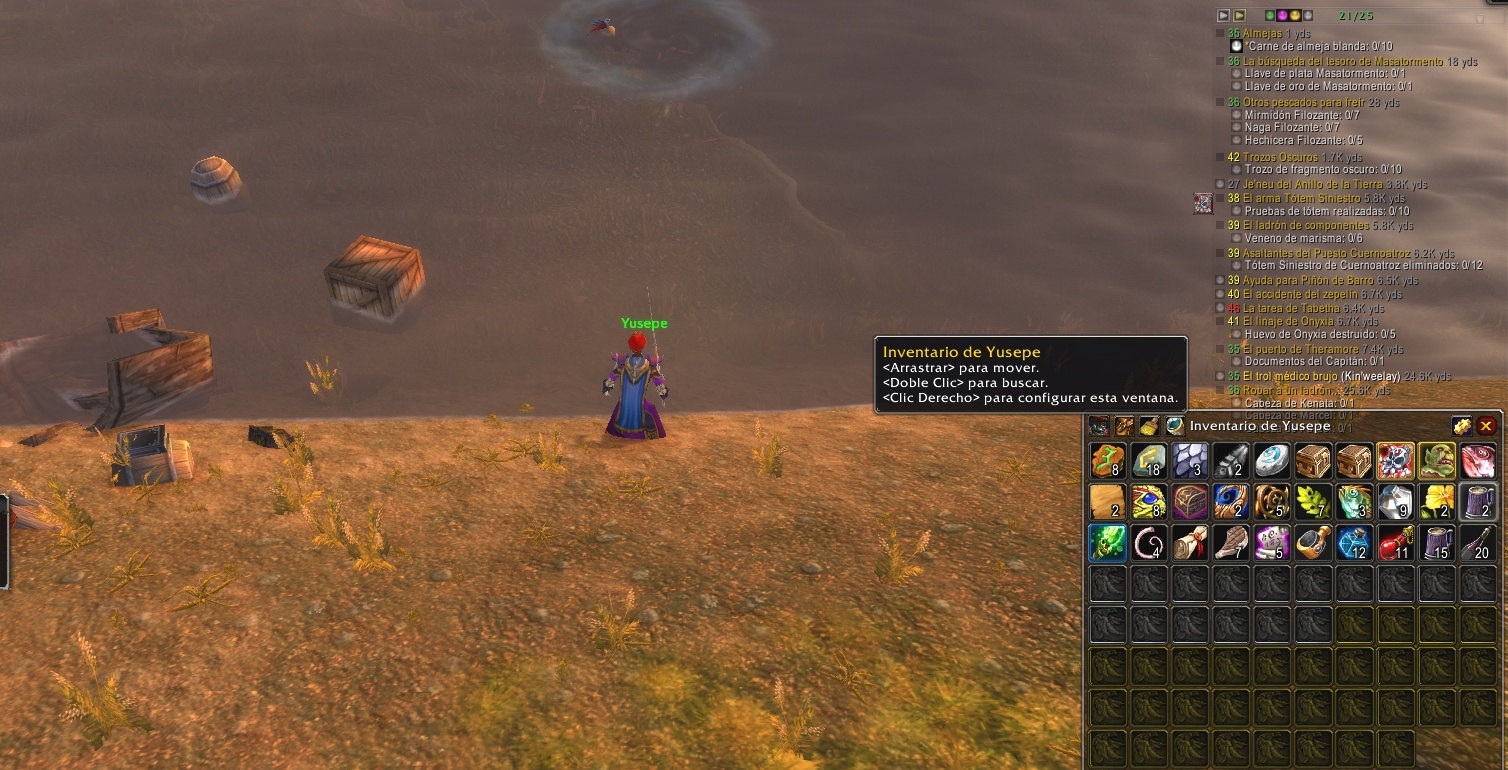 21/25
35 Almejas 1 yds
*Carne de almeja blanda: 0/10
36 La búsqueda del tesoro de Masatormento 18 yds
Llave de plata Masatormento: 0/1
Llave de oro de Masatormento: 0/1
36 Otros pescados para freír 28 yds
Mirmidón Filozante: 0/7
Naga Filozante: 0/7
Hechicera Filozante: 0/5
42 Trozos Oscuros 1.7K yds
Trozo de fragmento oscuro: 0/10
27 Je'neu del Anillo de la Tierra 3.8K yds
38 El arma Tótem Siniestro 5.8K yds
Pruebas de tótem realizadas: 0/10
39 El ladrón de componentes 5.8K yds
Veneno de marisma: 0/6
39 Asaltantes del Puesto Cuernoatroz 6.2K yds
Tótem Siniestro de Cuernoatroz eliminados: 0/12
39 Ayuda para Piñón de Barro 6.5K yds
40 El accidente del zepelín 6.7K yds
La tarea de Tabetha 6.4K yds
41 El linaje de Onyxia 6.7K yds
Huevo de Onyxia destruido: 0/5
35 El puerto de Theramore 7.4K yds
Documentos del Capitán: 0/1
35 El trol médico brujo (Kin'weelay) 24.6K yds
36 Robar a un ladrón 25.6K yds
Cabeza de Kenata: 0/1
Cabeza de Marcel: 0/1
Yusepe
Inventario de Yusepe
<Arrastrar> para mover.
<Doble Clic> para buscar.
<Clic Derecho> para configurar esta ventana.
Inventario de Yusepe
8 18 3 2
2 8 2 5 7 3 9 2 2
4 7 5 12 11 15 20